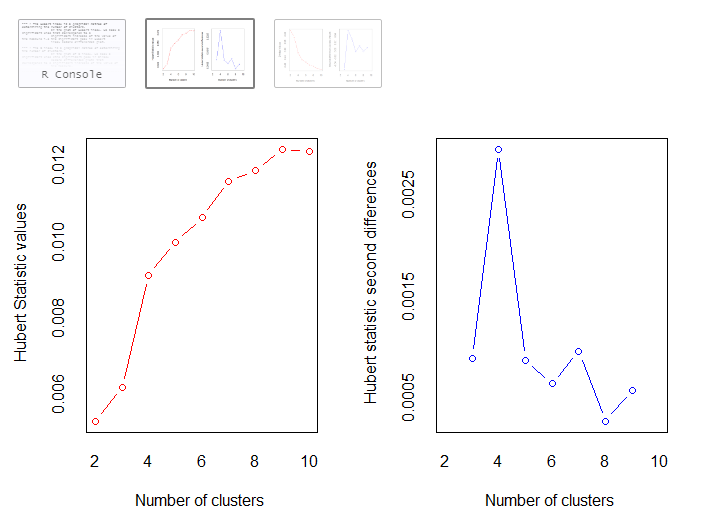 R Console
Hubert Statistic values
0.006 0.008 0.010 0.012
2 4 6 8 10
Number of clusters
Hubert statistic second differences
0.0005 0.0015 0.0025
2 4 6 8 10
Number of clusters